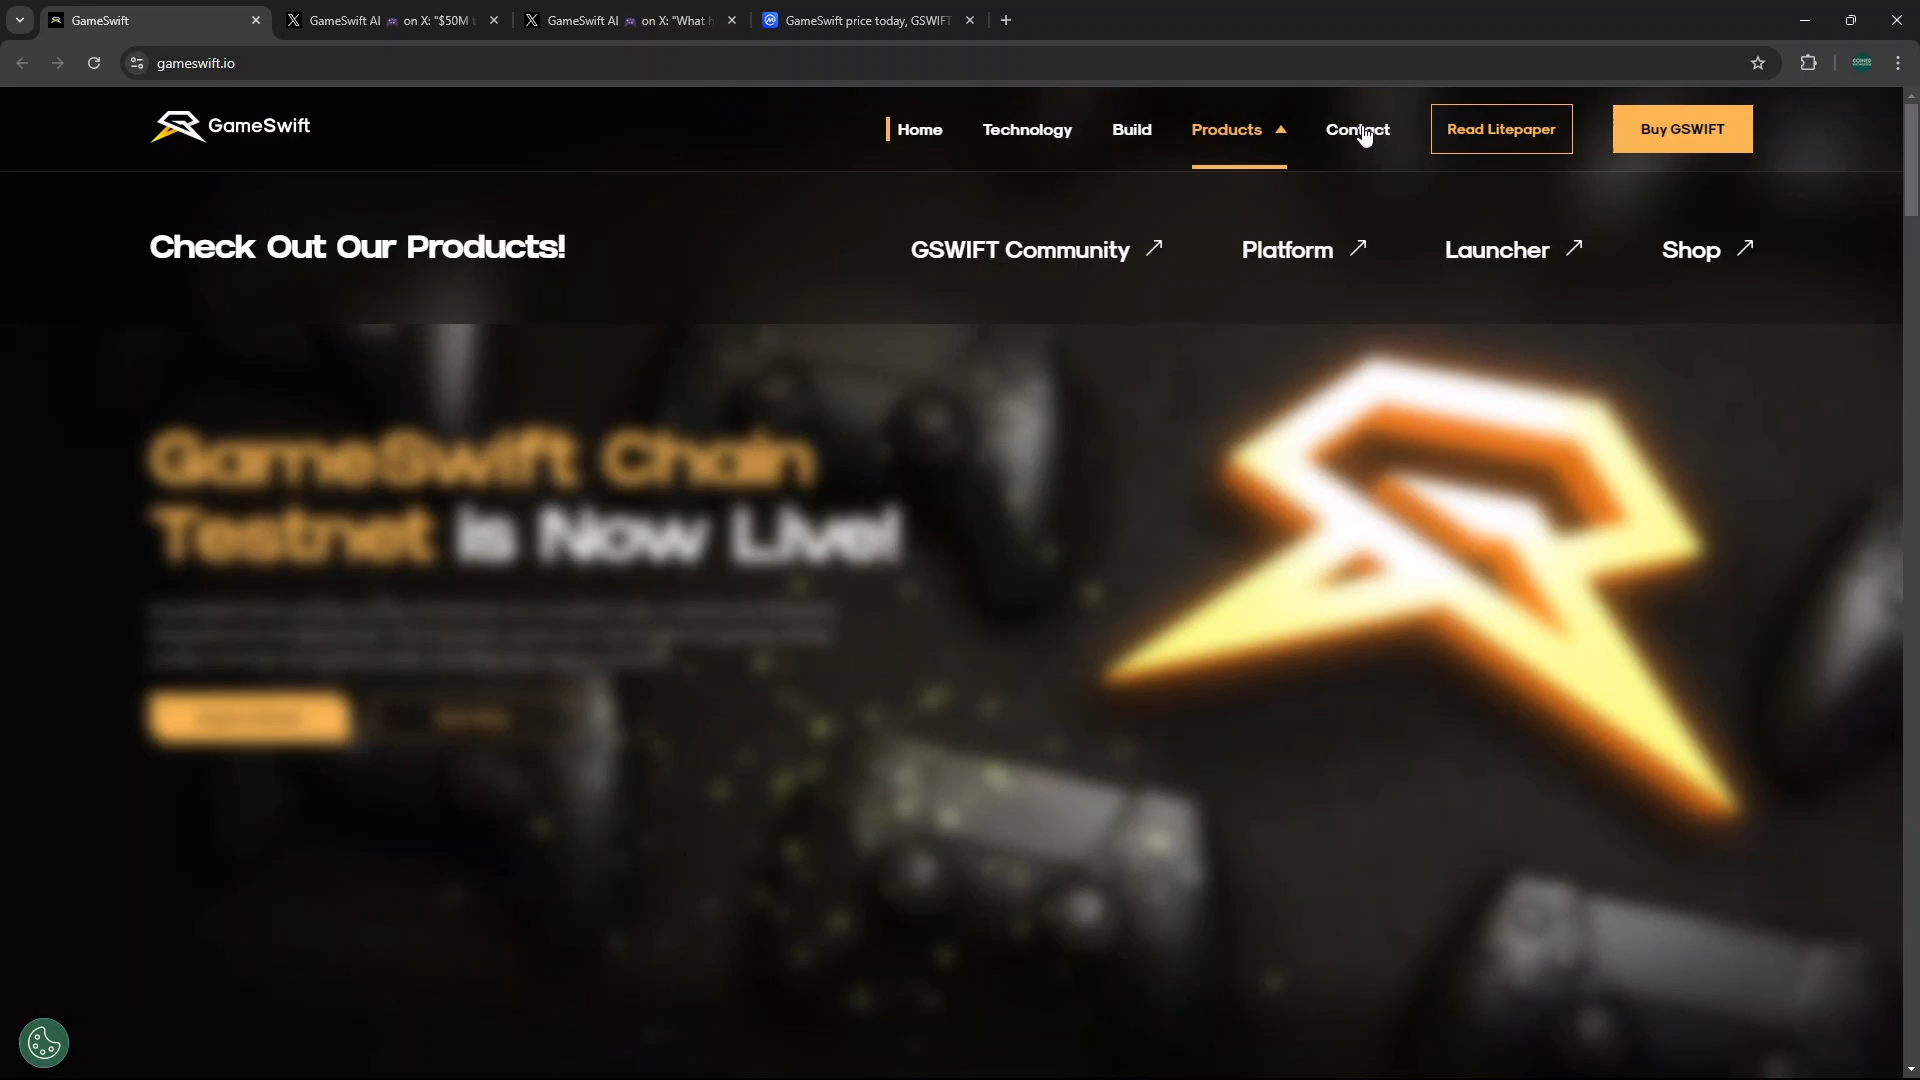 GameSwift
GameSwift AI 🎮 on X: "$50M t
GameSwift AI 🎮 on X: "What h
GameSwift price today, GSWIFT
gameswift.io
GameSwift
Home
Technology
Build
Products
Contact
Read Litepaper
Buy GSWIFT
Check Out Our Products!
GSWIFT Community
Platform
Launcher
Shop
GameSwift Chain
Testnet is Now Live!